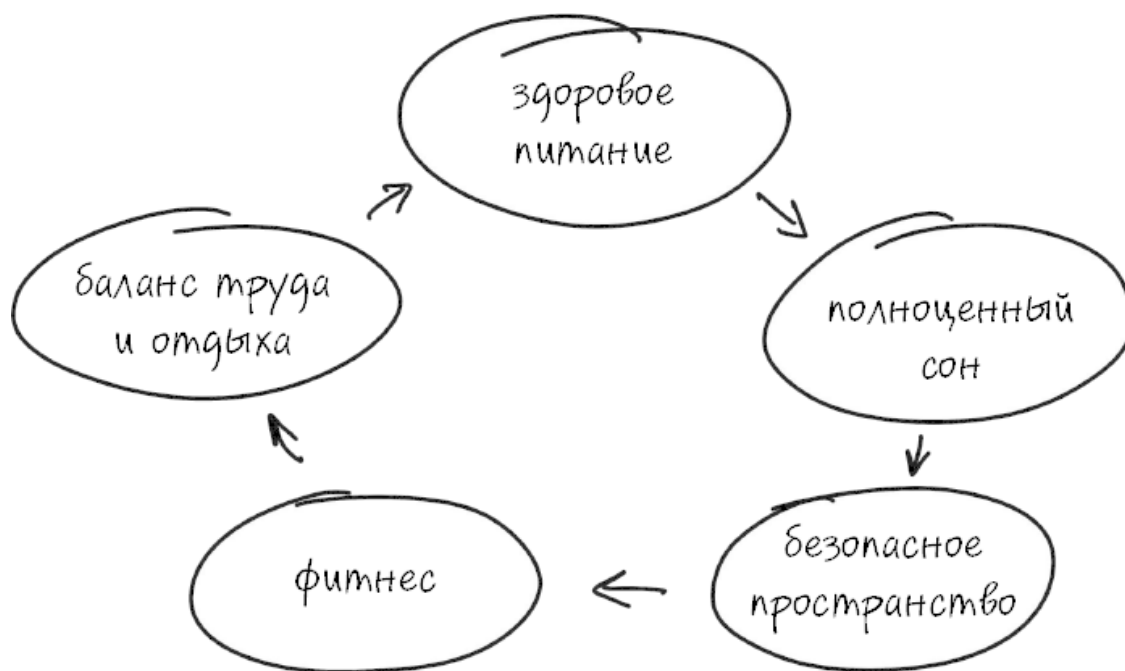 здоровое
питание
полноценный
сон
безопасное
пространство
фитнес
баланс труда
и отдыха